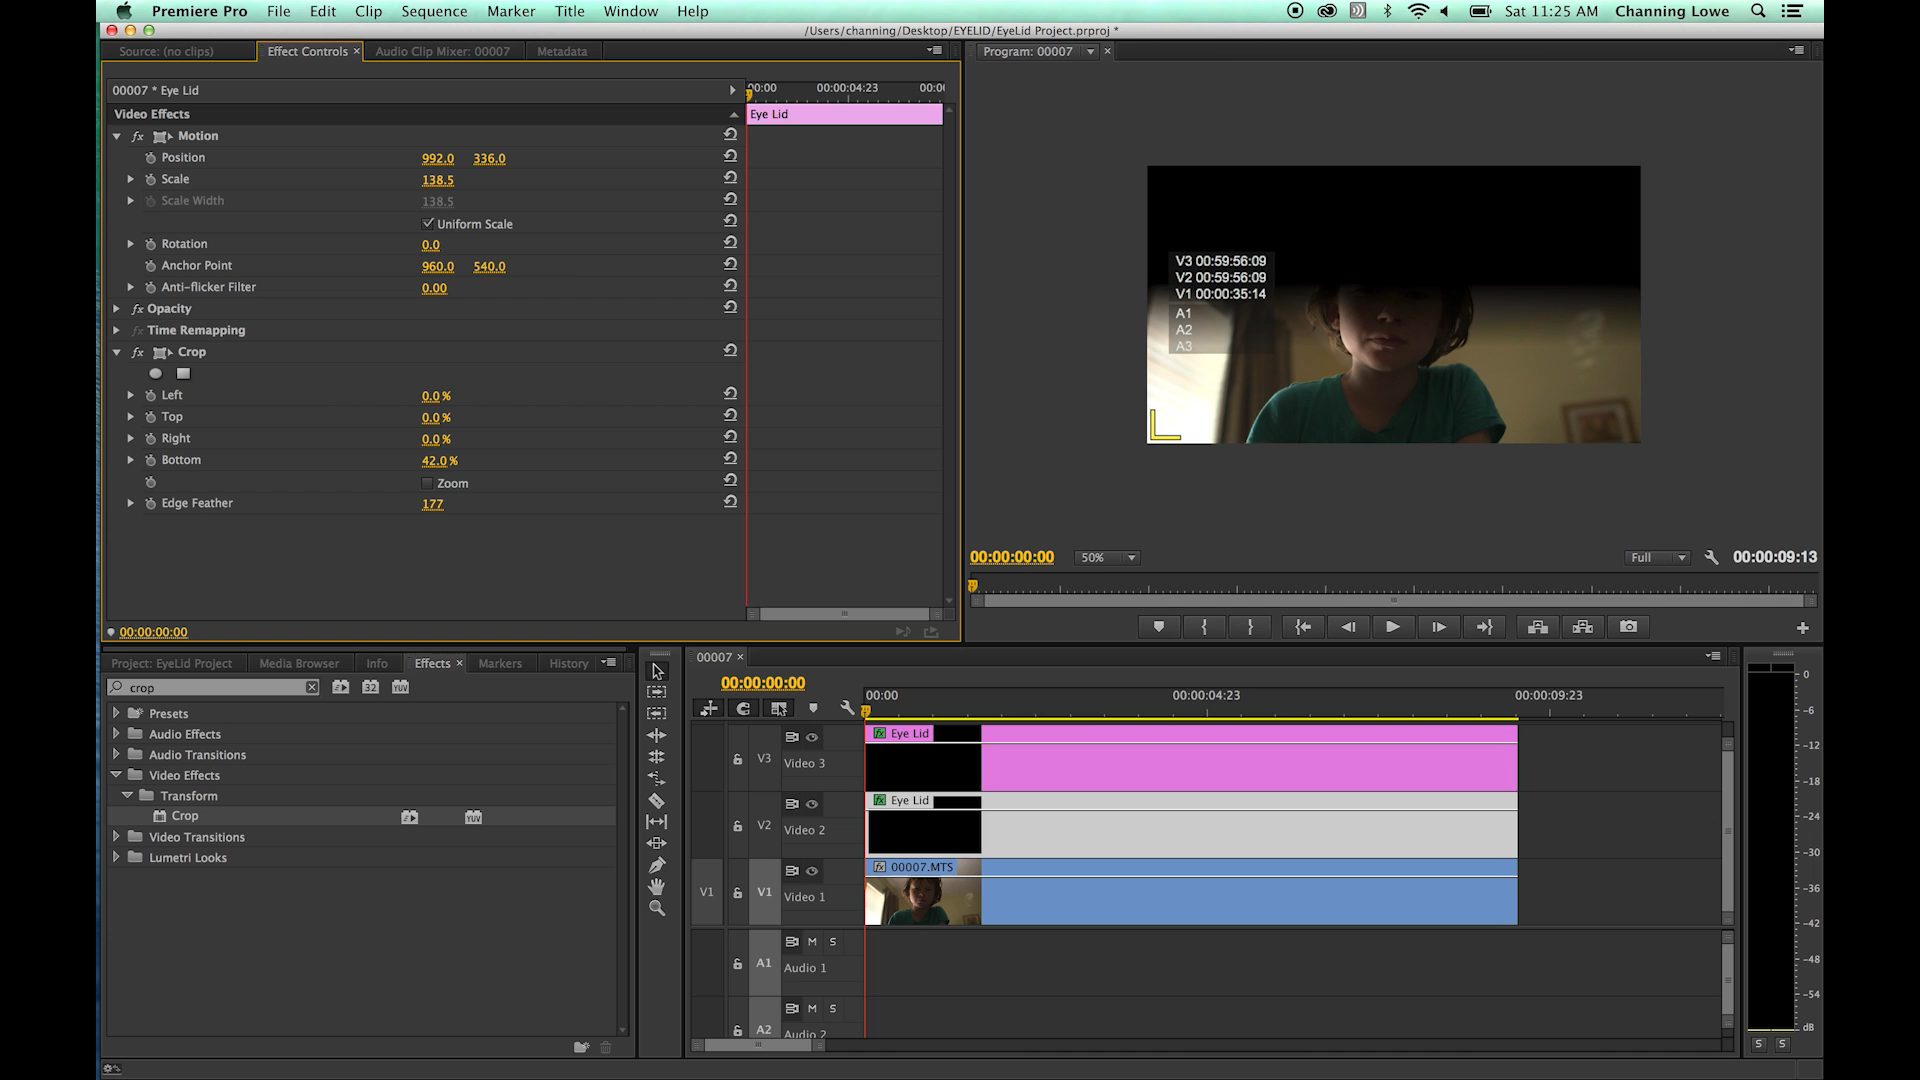 Premiere Pro File Edit Clip Sequence Marker Title Window Help Sat 11:25 AM Channing Lowe
/Users/channing/Desktop/EYELID/EyeLid Project.prproj *
Source: (no clips) Effect Controls × Audio Clip Mixer: 00007 Metadata
Program: 00007 ×
00007 * Eye Lid
00:00 00:00:04:23
Video Effects
Eye Lid
fx Motion
Position 992.0 336.0
Scale 138.5
Scale Width 138.5
Uniform Scale
Rotation 0.0
Anchor Point 960.0 540.0
Anti-flicker Filter 0.00
fx Opacity
fx Time Remapping
fx Crop
Left 0.0 %
Top 0.0 %
Right 0.0 %
Bottom 42.0 %
Zoom
Edge Feather 177
00:00:00:00
V3 00:59:56:09
V2 00:59:56:09
V1 00:00:35:14
A1
A2
A3
00:00:00:00 50% Full 00:00:09:13
Project: EyeLid Project Media Browser Info Effects × Markers History
crop
32 YUV
Presets
Audio Effects
Audio Transitions
Video Effects
Transform
Crop YUV
Video Transitions
Lumetri Looks
00007 ×
00:00:00:00
00:00 00:00:04:23 00:00:09:23
V3 Video 3
fx Eye Lid
V2 Video 2
fx Eye Lid
V1 V1 Video 1
fx 00007.MTS
A1 M S
Audio 1
A2 M S
Audio 2
0
-6
-12
-18
-24
-30
-36
-42
-48
-54
dB
S S